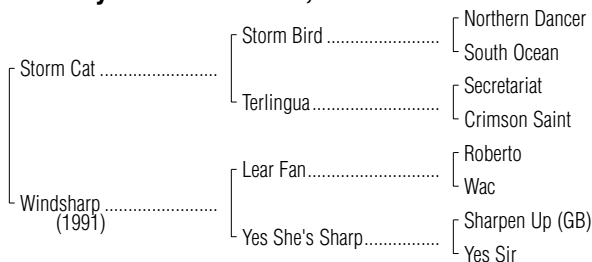 Northern Dancer
Storm Bird ........................
South Ocean
Storm Cat .........................
Secretariat
Terlingua ...........................
Crimson Saint
Roberto
Lear Fan............................
Wac
Windsharp ........................
(1991)
Sharpen Up (GB)
Yes She's Sharp................
Yes Sir